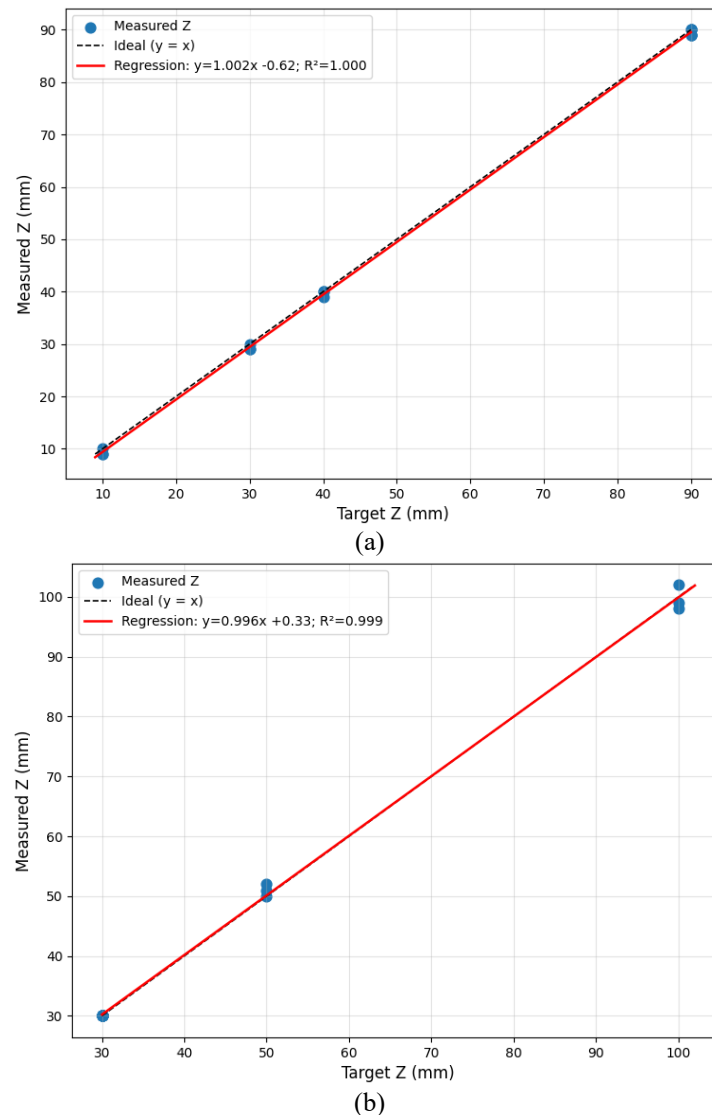 Measured Z
Ideal (y = x)
Regression: y=1.002x -0.62; R²=1.000
90
80
70
60
50
40
30
20
10
Measured Z (mm)
10 20 30 40 50 60 70 80 90
Target Z (mm)
(a)
Measured Z
Ideal (y = x)
Regression: y=0.996x +0.33; R²=0.999
100
90
80
70
60
50
40
30
Measured Z (mm)
30 40 50 60 70 80 90 100
Target Z (mm)
(b)